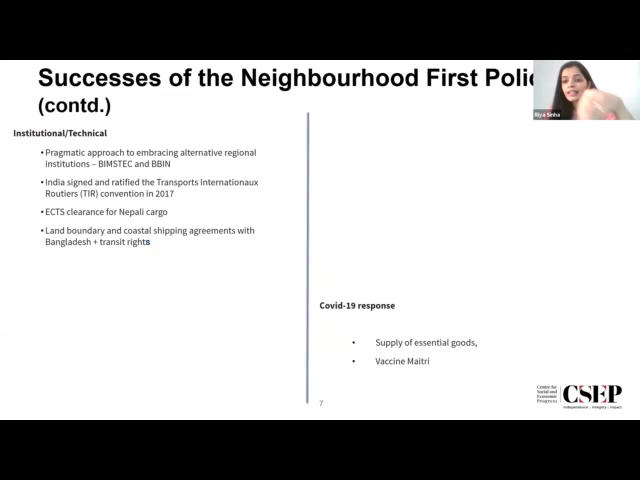 Successes of the Neighbourhood First Polic
(contd.)
Riya Sinha
Institutional/Technical
• Pragmatic approach to embracing alternative regional
institutions – BIMSTEC and BBIN
• India signed and ratified the Transports Internationaux
Routiers (TIR) convention in 2017
• ECTS clearance for Nepali cargo
• Land boundary and coastal shipping agreements with
Bangladesh + transit rights
Covid-19 response
• Supply of essential goods,
• Vaccine Maitri
7
Centre for
Social and
Economic
Progress
CSEP
Independence | Integrity | Impact